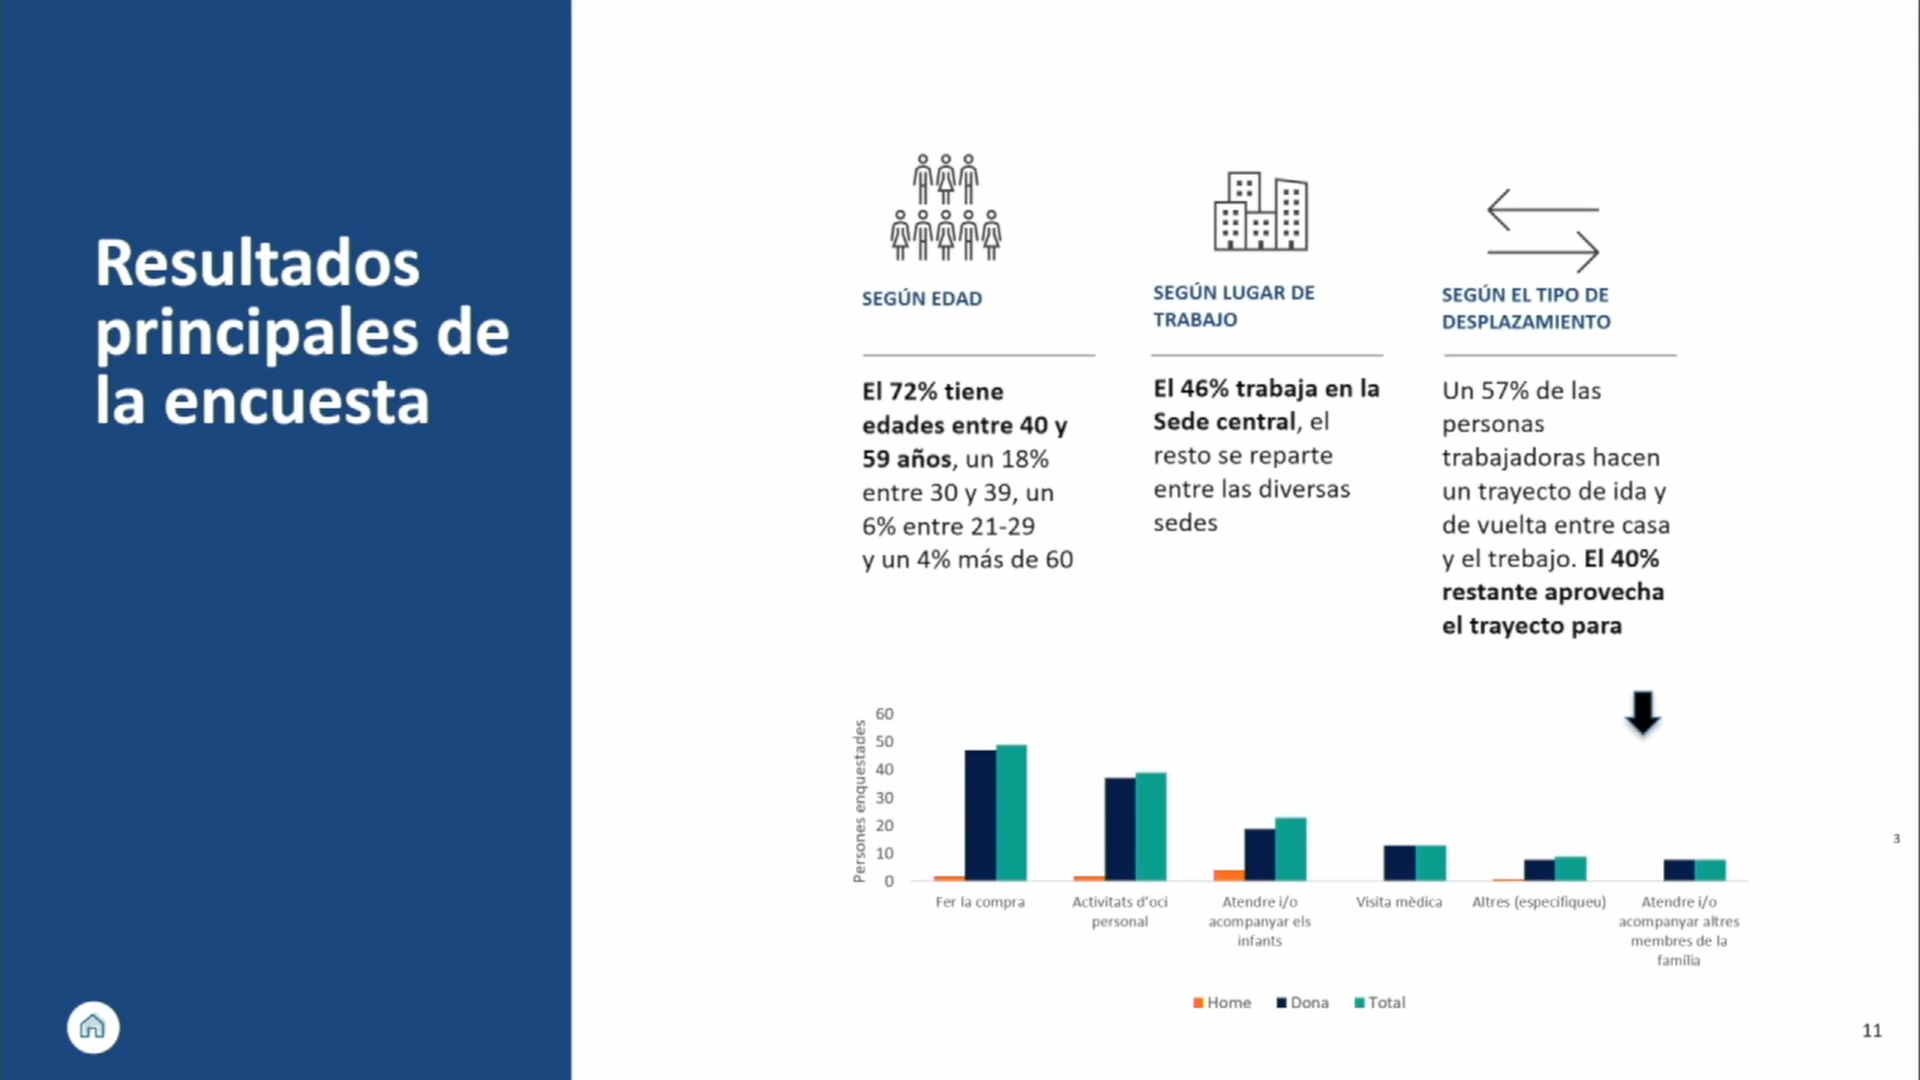 Resultados
principales de
la encuesta
SEGÚN EDAD
El 72% tiene
edades entre 40 y
59 años, un 18%
entre 30 y 39, un
6% entre 21-29
y un 4% más de 60
SEGÚN LUGAR DE
TRABAJO
El 46% trabaja en la
Sede central, el
resto se reparte
entre las diversas
sedes
SEGÚN EL TIPO DE
DESPLAZAMIENTO
Un 57% de las
personas
trabajadoras hacen
un trayecto de ida y
de vuelta entre casa
y el trebajo. El 40%
restante aprovecha
el trayecto para
Persones enquestades
60
50
40
30
20
10
0
Fer la compra
Activitats d'oci
personal
Atendre i/o
acompanyar els
infants
Visita mèdica
Altres (especifiqueu)
Atendre i/o
acompanyar altres
membres de la
família
Home Dona Total
3
11